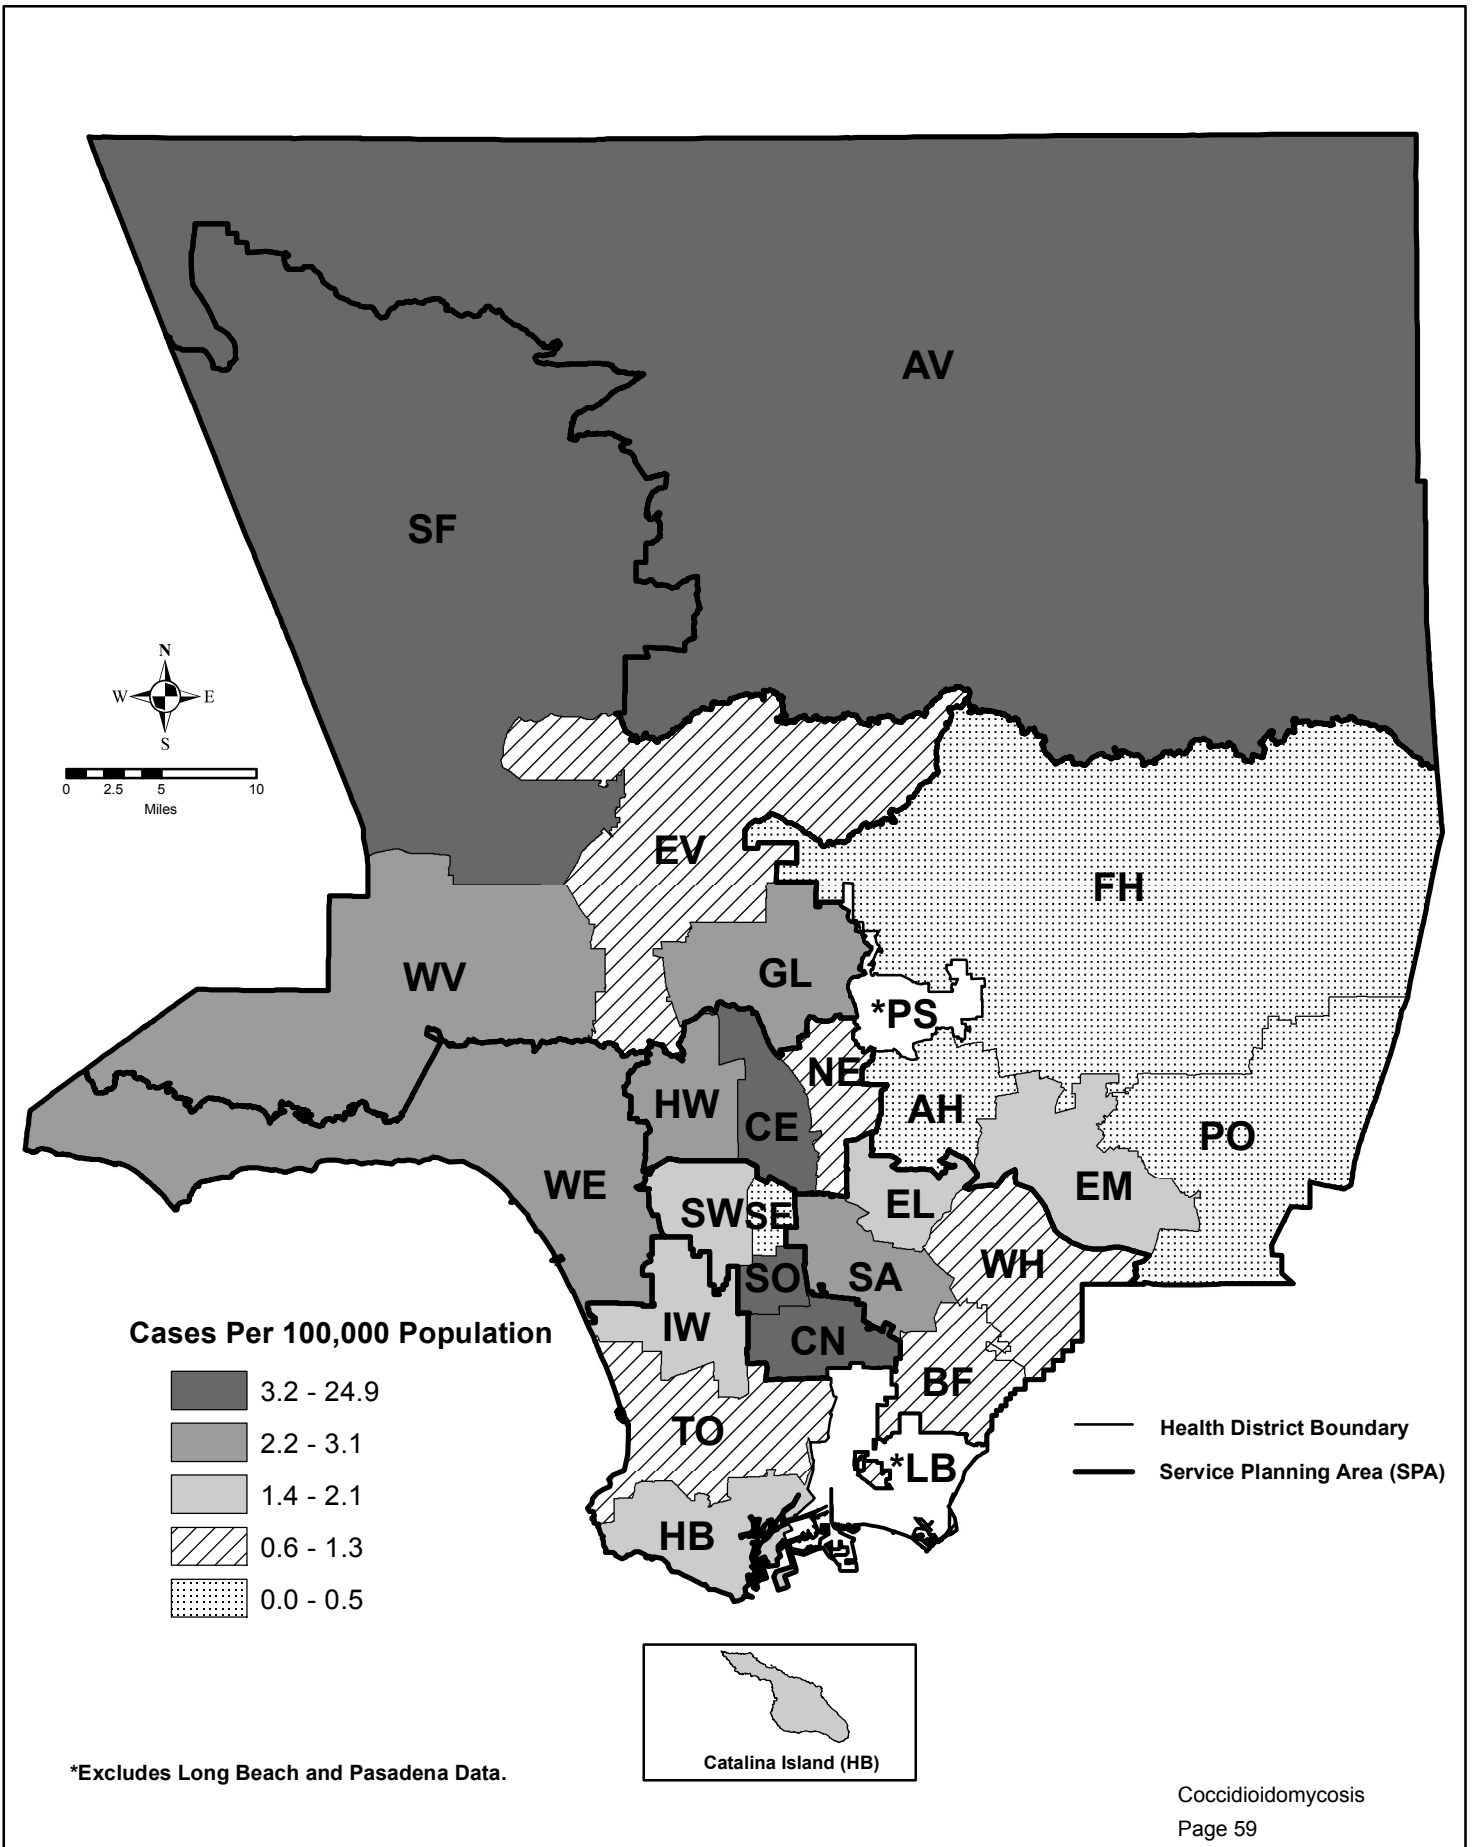 AV
SF
N
W E
S
0 2.5 5 10
Miles
EV
FH
WV
GL
*PS
NE
HW
AH
CE
PO
WE
EM
EL
SW
SE
WH
SO
SA
IW
CN
BF
TO
*LB
HB
Cases Per 100,000 Population
3.2 - 24.9
2.2 - 3.1
1.4 - 2.1
0.6 - 1.3
0.0 - 0.5
Health District Boundary
Service Planning Area (SPA)
Catalina Island (HB)
*Excludes Long Beach and Pasadena Data.
Coccidioidomycosis
Page 59